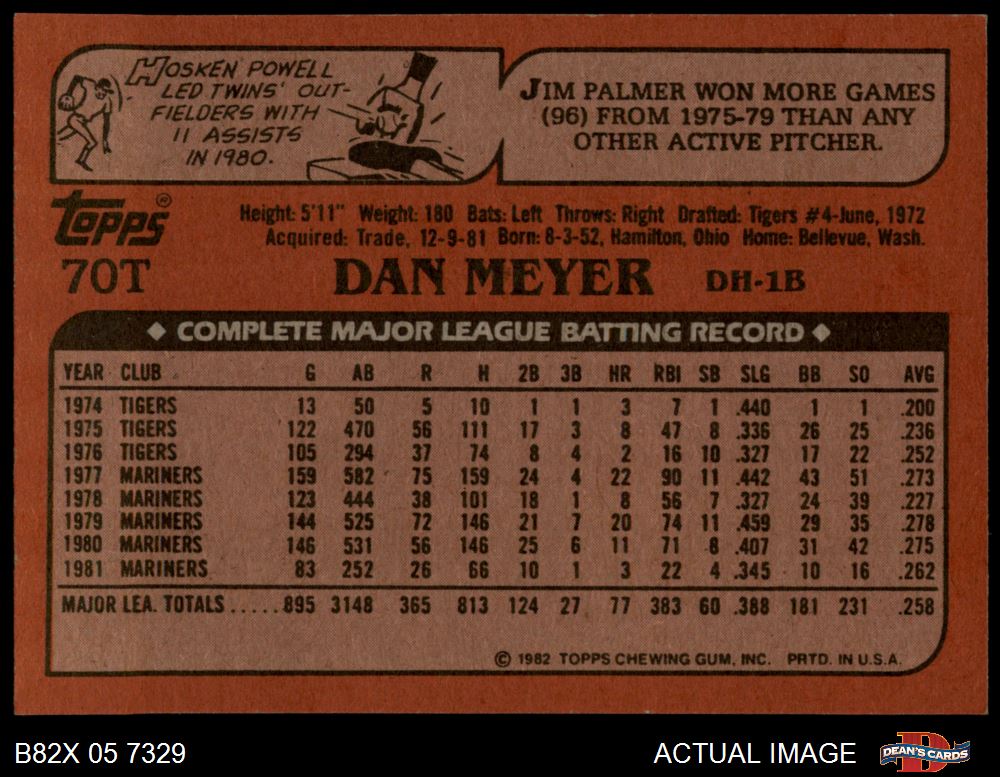 HOSKEN POWELL
LED TWINS' OUT-
FIELDERS WITH
11 ASSISTS
IN 1980.
JIM PALMER WON MORE GAMES
(96) FROM 1975-79 THAN ANY
OTHER ACTIVE PITCHER.
Topps®
Height: 5'11" Weight: 180 Bats: Left Throws: Right Drafted: Tigers #4-June, 1972
Acquired: Trade, 12-9-81 Born: 8-3-52, Hamilton, Ohio Home: Bellevue, Wash.
70T DAN MEYER DH-1B
◆ COMPLETE MAJOR LEAGUE BATTING RECORD ◆
YEAR CLUB G AB R H 2B 3B HR RBI SB SLG BB SO AVG
1974 TIGERS 13 50 5 10 1 1 3 7 1 .440 1 1 .200
1975 TIGERS 122 470 56 111 17 3 8 47 8 .336 26 25 .236
1976 TIGERS 105 294 37 74 8 4 2 16 10 .327 17 22 .252
1977 MARINERS 159 582 75 159 24 4 22 90 11 .442 43 51 .273
1978 MARINERS 123 444 38 101 18 1 8 56 7 .327 24 39 .227
1979 MARINERS 144 525 72 146 21 7 20 74 11 .459 29 35 .278
1980 MARINERS 146 531 56 146 25 6 11 71 8 .407 31 42 .275
1981 MARINERS 83 252 26 66 10 1 3 22 4 .345 10 16 .262
MAJOR LEA. TOTALS.....895 3148 365 813 124 27 77 383 60 .388 181 231 .258
© 1982 TOPPS CHEWING GUM, INC. PRTD. IN U.S.A.
B82X 05 7329 ACTUAL IMAGE DEAN'S CARDS